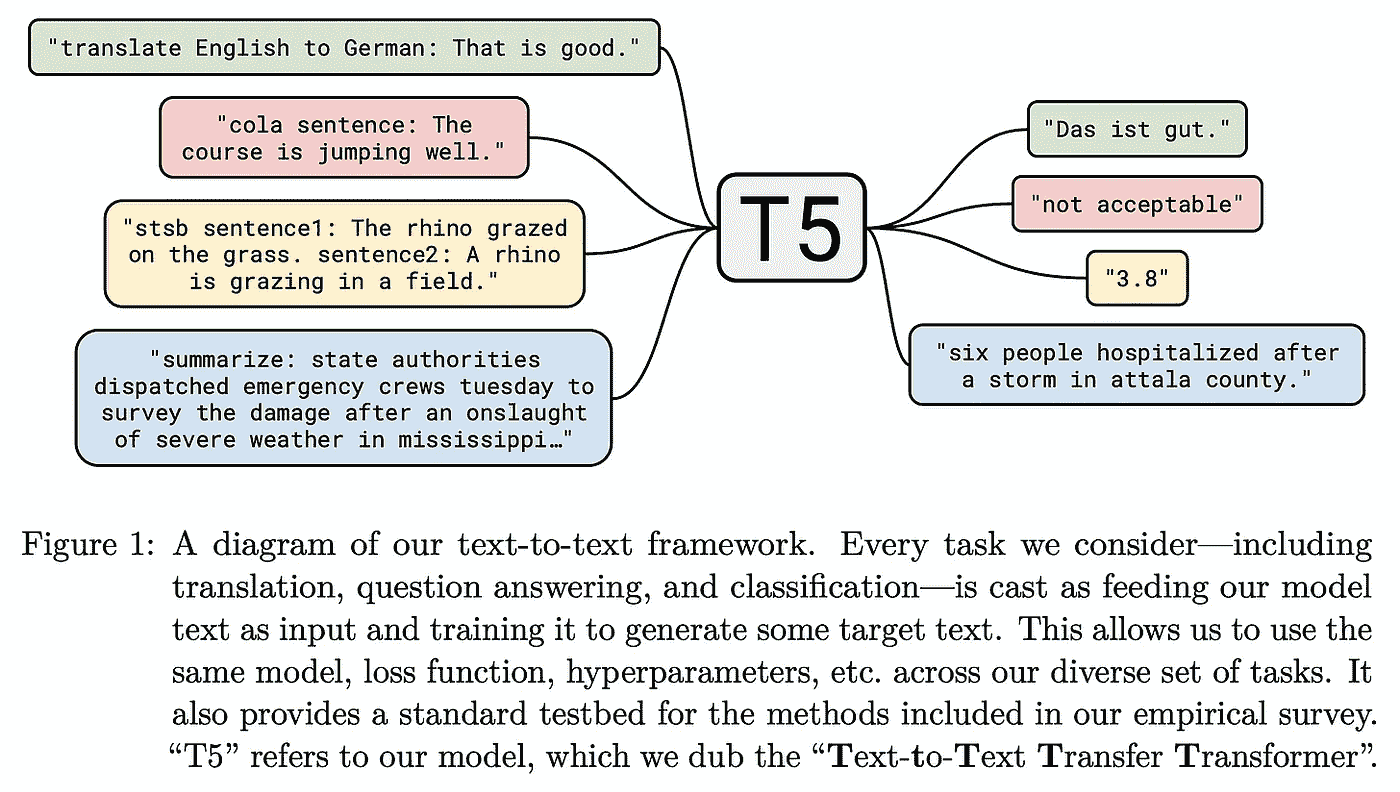 "translate English to German: That is good."
"cola sentence: The
course is jumping well."
"stsb sentence1: The rhino grazed
on the grass. sentence2: A rhino
is grazing in a field."
"summarize: state authorities
dispatched emergency crews tuesday to
survey the damage after an onslaught
of severe weather in mississippi…"
T5
"Das ist gut."
"not acceptable"
"3.8"
"six people hospitalized after
a storm in attala county."
Figure 1: A diagram of our text-to-text framework. Every task we consider—including
translation, question answering, and classification—is cast as feeding our model
text as input and training it to generate some target text. This allows us to use the
same model, loss function, hyperparameters, etc. across our diverse set of tasks. It
also provides a standard testbed for the methods included in our empirical survey.
“T5” refers to our model, which we dub the “Text-to-Text Transfer Transformer”.